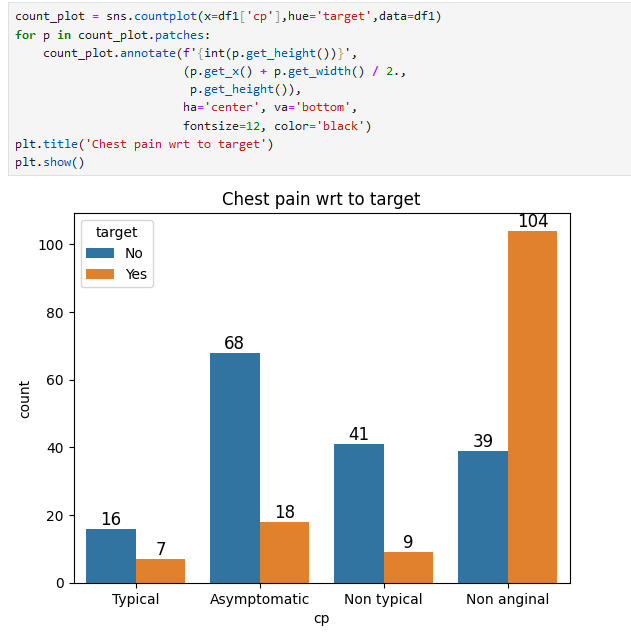 count_plot = sns.countplot(x=df1['cp'],hue='target',data=df1)
for p in count_plot.patches:
    count_plot.annotate(f'{int(p.get_height())}',
                       (p.get_x() + p.get_width() / 2.,
                        p.get_height()),
                       ha='center', va='bottom',
                       fontsize=12, color='black')
plt.title('Chest pain wrt to target')
plt.show()
Chest pain wrt to target
target
No
Yes
100
80
60
40
20
0
count
16
7
68
18
41
9
39
104
Typical
Asymptomatic
Non typical
Non anginal
cp